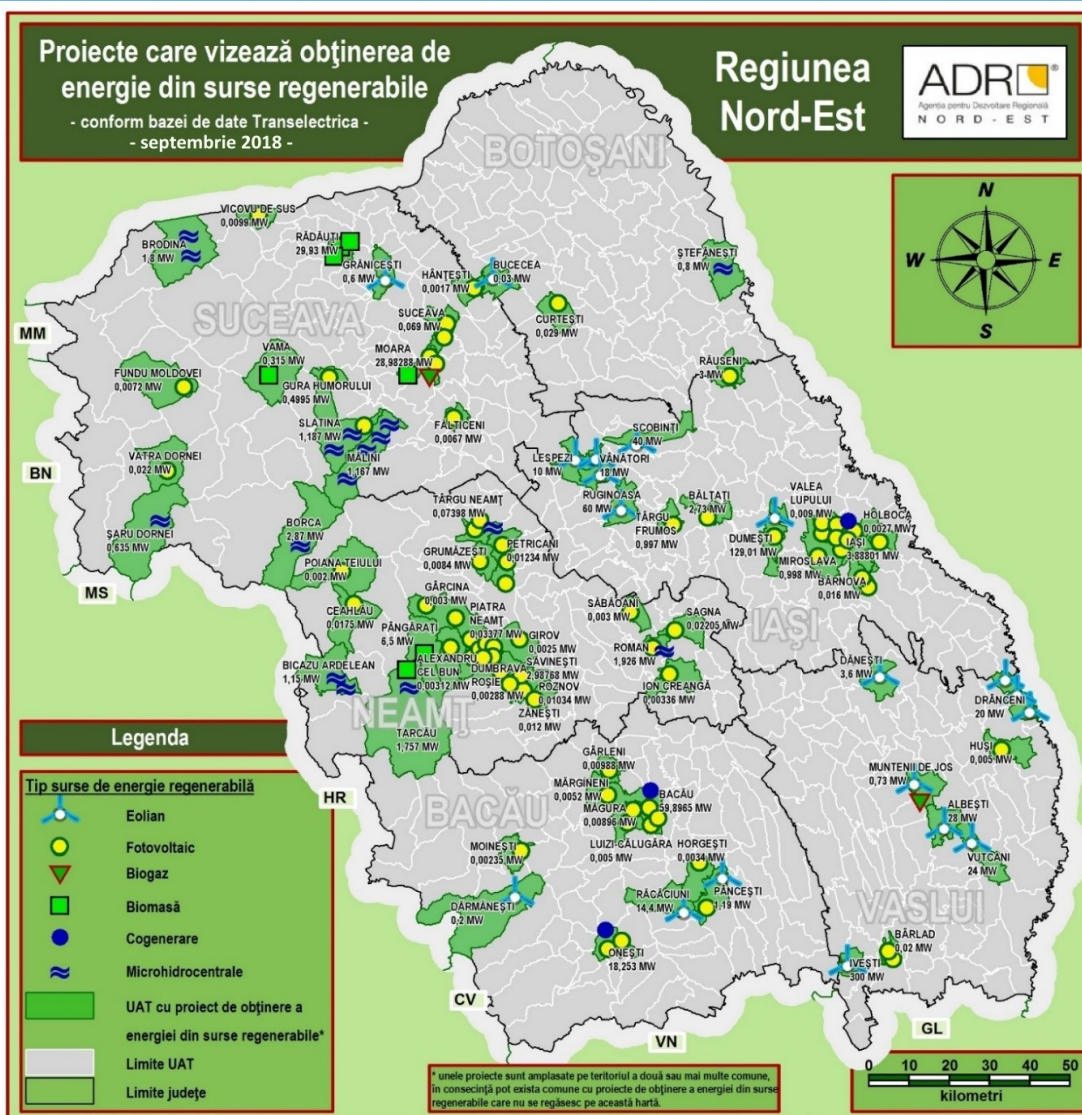 Proiecte care vizează obţinerea de
energie din surse regenerabile
- conform bazei de date Transelectrica -
- septembrie 2018 -
Regiunea
Nord-Est
ADR
Agenția pentru Dezvoltare Regională
NORD-EST
N
W
E
S
BOTOŞANI
SUCEAVA
NEAMŢ
IAŞI
BACĂU
VASLUI
MM
BN
MS
HR
CV
VN
GL
VICOVU DE SUS
0,0099 MW
BRODINA
1,8 MW
RĂDĂUŢI
29,93 MW
GRĂNICEŞTI
0,6 MW
HÂNŢEŞTI
0,0017 MW
BUCECEA
0,03 MW
ŞTEFĂNEŞTI
0,8 MW
SUCEAVA
0,069 MW
CURTEŞTI
0,029 MW
MOARA
28,98288 MW
VAMA
0,315 MW
FUNDU MOLDOVEI
0,0072 MW
GURA HUMORULUI
0,4995 MW
RĂUSENI
3 MW
SLATINA
1,187 MW
FĂLTICENI
0,0067 MW
MĂLINI
1,167 MW
VATRA DORNEI
0,022 MW
ŞARU DORNEI
0,635 MW
SCOBINŢI
40 MW
LESPEZI
10 MW
VÂNĂTORI
18 MW
RUGINOASA
60 MW
TÂRGU
FRUMOS
0,997 MW
BĂLŢAŢI
2,73 MW
VALEA
LUPULUI
0,009 MW
HOLBOCA
0,0027 MW
DUMEŞTI
129,01 MW
IAŞI
3,88801 MW
MIROSLAVA
0,998 MW
BÂRNOVA
0,016 MW
BORCA
2,87 MW
TÂRGU NEAMŢ
0,07398 MW
PETRICANI
0,01234 MW
GRUMĂZEŞTI
0,0084 MW
POIANA TEIULUI
0,002 MW
CEAHLĂU
0,0175 MW
GÂRCINA
0,003 MW
PIATRA
NEAMŢ
0,03377 MW
PÂNGĂRAŢI
6,5 MW
GIROV
0,0025 MW
ALEXANDRU
CEL BUN
0,00312 MW
BICAZU ARDELEAN
1,15 MW
DUMBRAVA
ROŞIE
0,00288 MW
SĂVINEŞTI
2,98768 MW
ROZNOV
0,01034 MW
ZĂNEŞTI
0,012 MW
TARCĂU
1,757 MW
SĂBĂOANI
0,003 MW
SAGNA
0,02205 MW
ROMAN
1,926 MW
ION CREANGĂ
0,00336 MW
DĂNEŞTI
3,6 MW
DRÂNCENI
20 MW
HUŞI
0,005 MW
MUNTENII DE JOS
0,73 MW
ALBEŞTI
28 MW
VUTCANI
24 MW
GÂRLENI
0,00988 MW
MĂRGINENI
0,0052 MW
BACĂU
59,8965 MW
MĂGURA
0,00896 MW
LUIZI-CĂLUGĂRA
0,005 MW
MOINEŞTI
0,00235 MW
HORGEŞTI
0,0034 MW
DĂRMĂNEŞTI
0,2 MW
RĂCĂCIUNI
14,4 MW
PÂNCEŞTI
1,19 MW
ONEŞTI
18,253 MW
BÂRLAD
0,02 MW
IVEŞTI
300 MW
Legenda
Tip surse de energie regenerabilă
Eolian
Fotovoltaic
Biogaz
Biomasă
Cogenerare
Microhidrocentrale
UAT cu proiect de obţinere a
energiei din surse regenerabile*
Limite UAT
Limite judeţe
* unele proiecte sunt amplasate pe teritoriul a două sau mai multe comune,
în consecinţă pot exista comune cu proiecte de obţinere a energiei din surse
regenerabile care nu se regăsesc pe această hartă.
0 10 20 30 40 50
kilometri